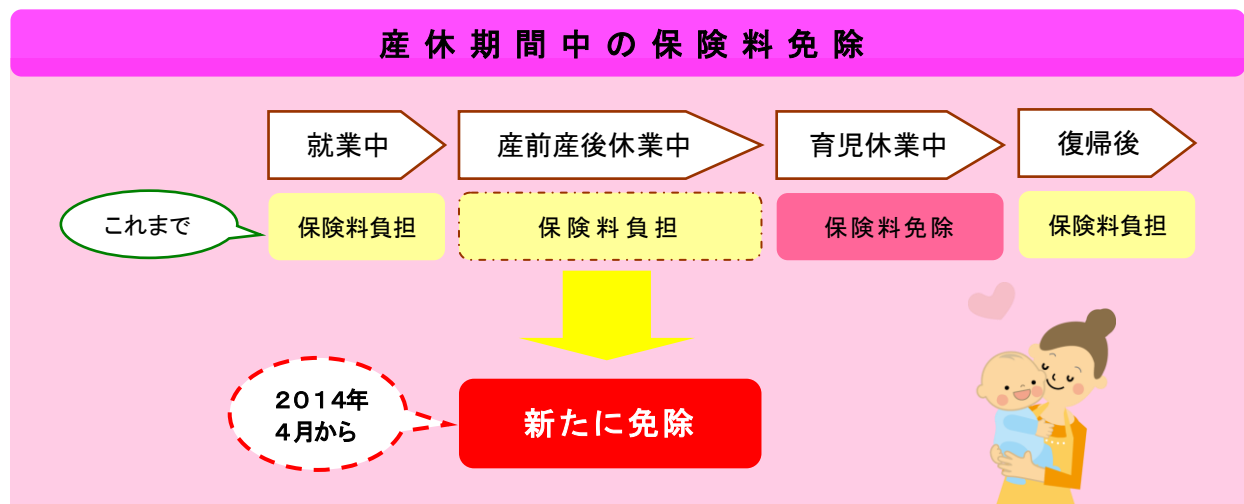 産休期間中の保険料免除
就業中
産前産後休業中
育児休業中
復帰後
これまで
保険料負担
保険料負担
保険料免除
保険料負担
２０１４年
４月から
新たに免除